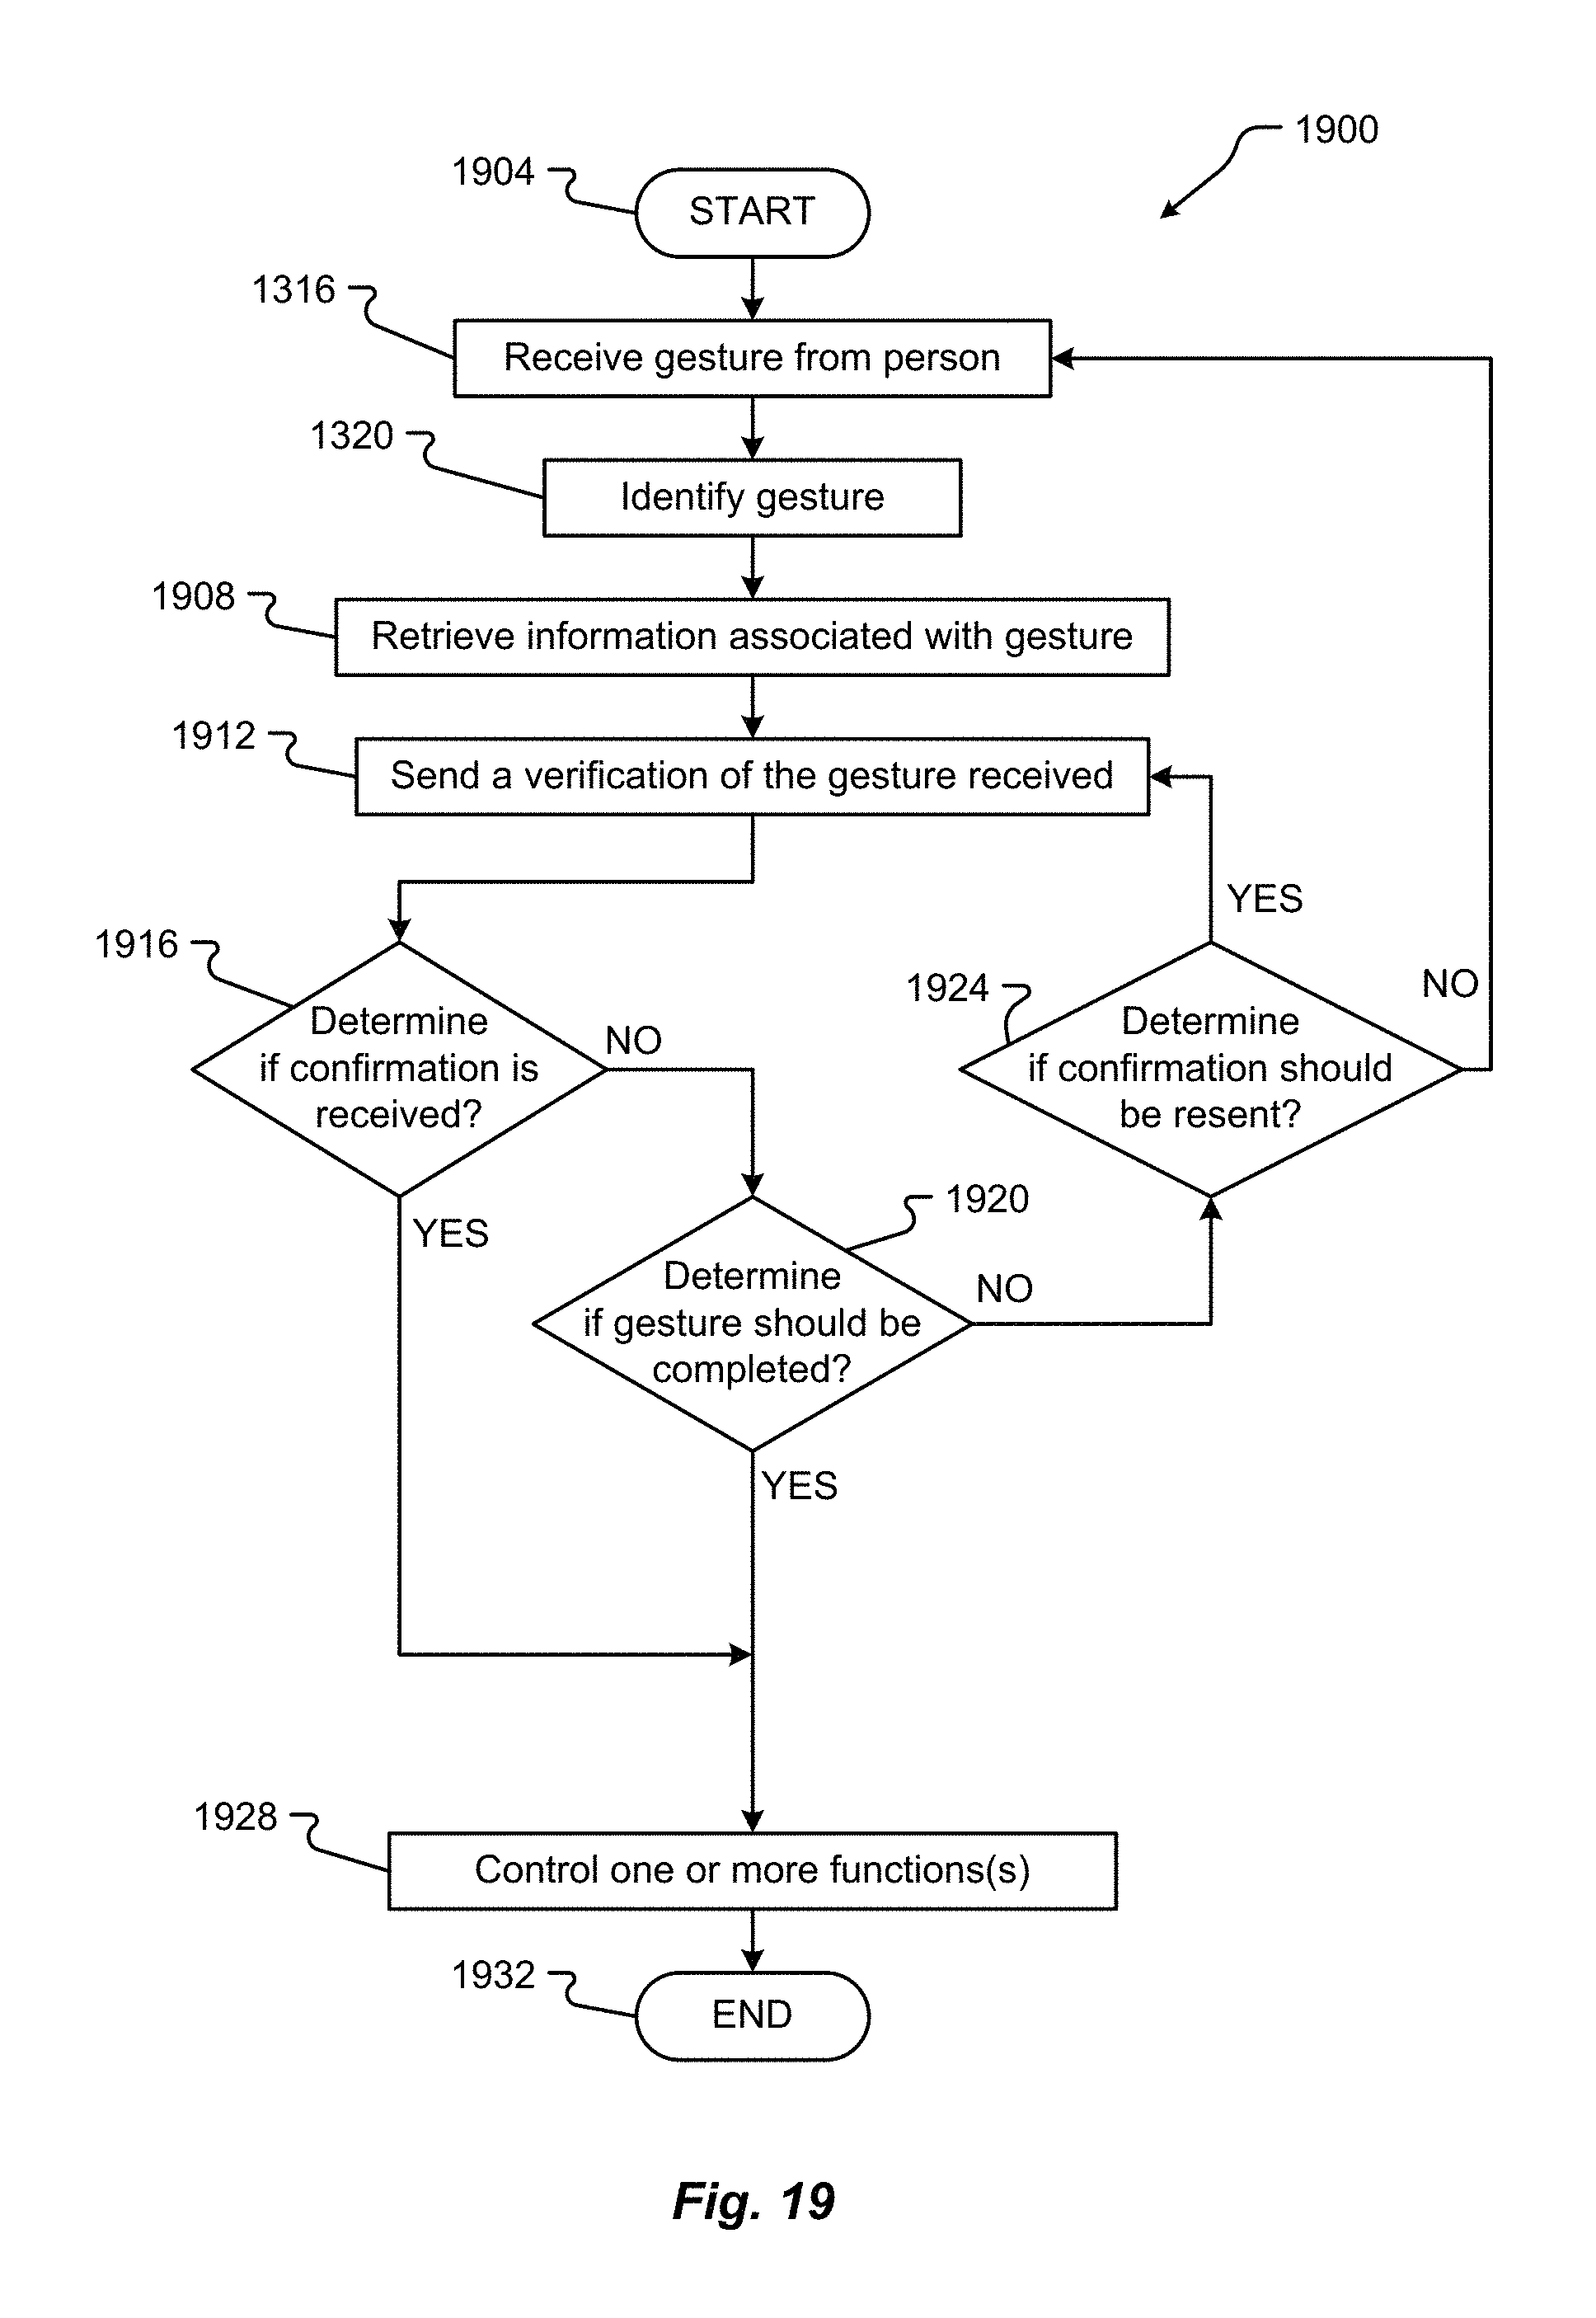 1900
1904
START
1316
Receive gesture from person
1320
Identify gesture
1908
Retrieve information associated with gesture
1912
Send a verification of the gesture received
YES
1916
1924
NO
Determine
if confirmation is
received?
NO
Determine
if confirmation should
be resent?
YES
1920
Determine
if gesture should be
completed?
NO
YES
1928
Control one or more functions(s)
1932
END
Fig. 19